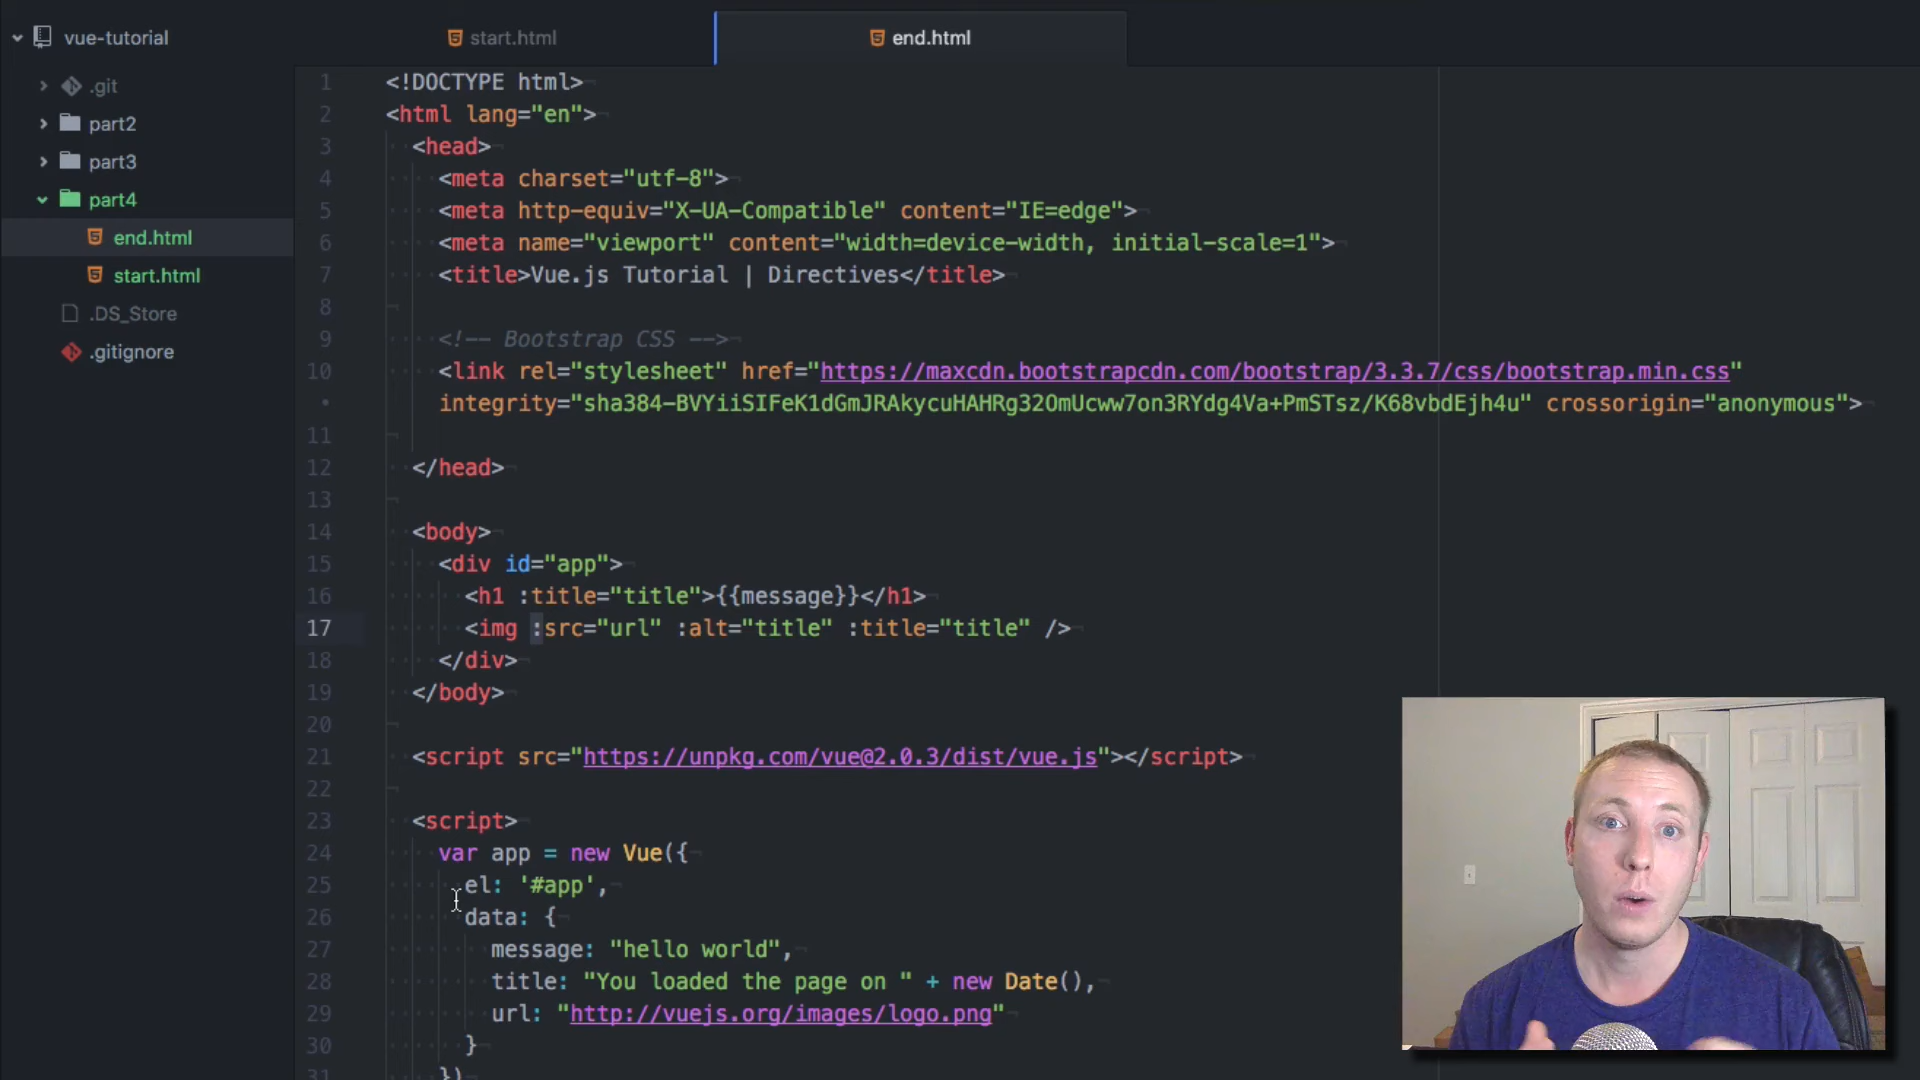 vue-tutorial
.git
part2
part3
part4
end.html
start.html
.DS_Store
.gitignore
start.html
end.html
1 <!DOCTYPE html>
2 <html lang="en">
3 <head>
4 <meta charset="utf-8">
5 <meta http-equiv="X-UA-Compatible" content="IE=edge">
6 <meta name="viewport" content="width=device-width, initial-scale=1">
7 <title>Vue.js Tutorial | Directives</title>
8
9 <!-- Bootstrap CSS -->
10 <link rel="stylesheet" href="https://maxcdn.bootstrapcdn.com/bootstrap/3.3.7/css/bootstrap.min.css"
• integrity="sha384-BVYiiSIFeK1dGmJRAkycuHAHRg32OmUcww7on3RYdg4Va+PmSTsz/K68vbdEjh4u" crossorigin="anonymous">
11
12 </head>
13
14 <body>
15 <div id="app">
16 <h1 :title="title">{{message}}</h1>
17 <img :src="url" :alt="title" :title="title" />
18 </div>
19 </body>
20
21 <script src="https://unpkg.com/vue@2.0.3/dist/vue.js"></script>
22
23 <script>
24 var app = new Vue({
25 el: '#app',
26 data: {
27 message: "hello world",
28 title: "You loaded the page on " + new Date(),
29 url: "http://vuejs.org/images/logo.png"
30 }
31 })